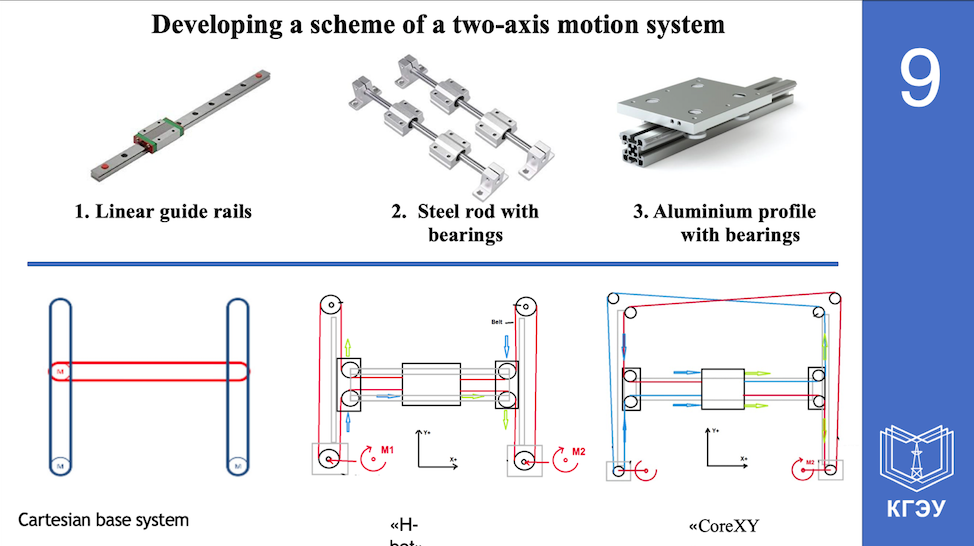 Developing a scheme of a two-axis motion system
9
1. Linear guide rails
2. Steel rod with
bearings
3. Aluminium profile
with bearings
M
M
M
Belt
M1
Y+
X+
M2
Y+
X+
M2
КГЭУ
Cartesian base system
«H-
bot»
«CoreXY